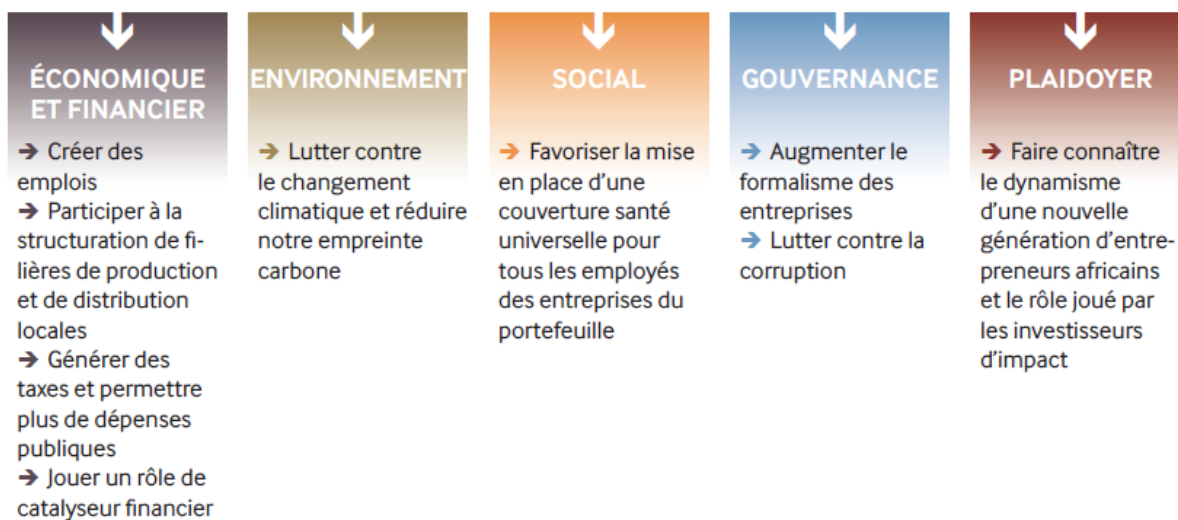 ÉCONOMIQUE
ET FINANCIER
→ Créer des
emplois
→ Participer à la
structuration de fi-
lières de production
et de distribution
locales
→ Générer des
taxes et permettre
plus de dépenses
publiques
→ Jouer un rôle de
catalyseur financier
ENVIRONNEMENT
→ Lutter contre
le changement
climatique et réduire
notre empreinte
carbone
SOCIAL
→ Favoriser la mise
en place d’une
couverture santé
universelle pour
tous les employés
des entreprises du
portefeuille
GOUVERNANCE
→ Augmenter le
formalisme des
entreprises
→ Lutter contre la
corruption
PLAIDOYER
→ Faire connaître
le dynamisme
d’une nouvelle
génération d’entre-
preneurs africains
et le rôle joué par
les investisseurs
d’impact